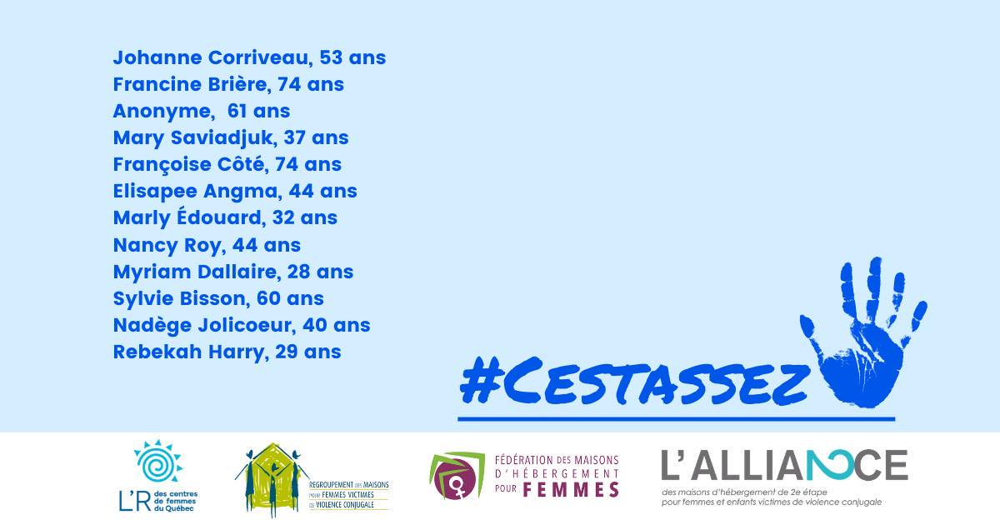 Johanne Corriveau, 53 ans
Francine Brière, 74 ans
Anonyme,  61 ans
Mary Saviadjuk, 37 ans
Françoise Côté, 74 ans
Elisapee Angma, 44 ans
Marly Édouard, 32 ans
Nancy Roy, 44 ans
Myriam Dallaire, 28 ans
Sylvie Bisson, 60 ans
Nadège Jolicoeur, 40 ans
Rebekah Harry, 29 ans
#CESTASSEZ
L'R des centres
de femmes
du Québec
REGROUPEMENT DES MAISONS
POUR FEMMES VICTIMES
DE VIOLENCE CONJUGALE
FÉDÉRATION DES MAISONS
D'HÉBERGEMENT
POUR FEMMES
L'ALLIANCE
des maisons d'hébergement de 2e étape
pour femmes et enfants victimes de violence conjugale